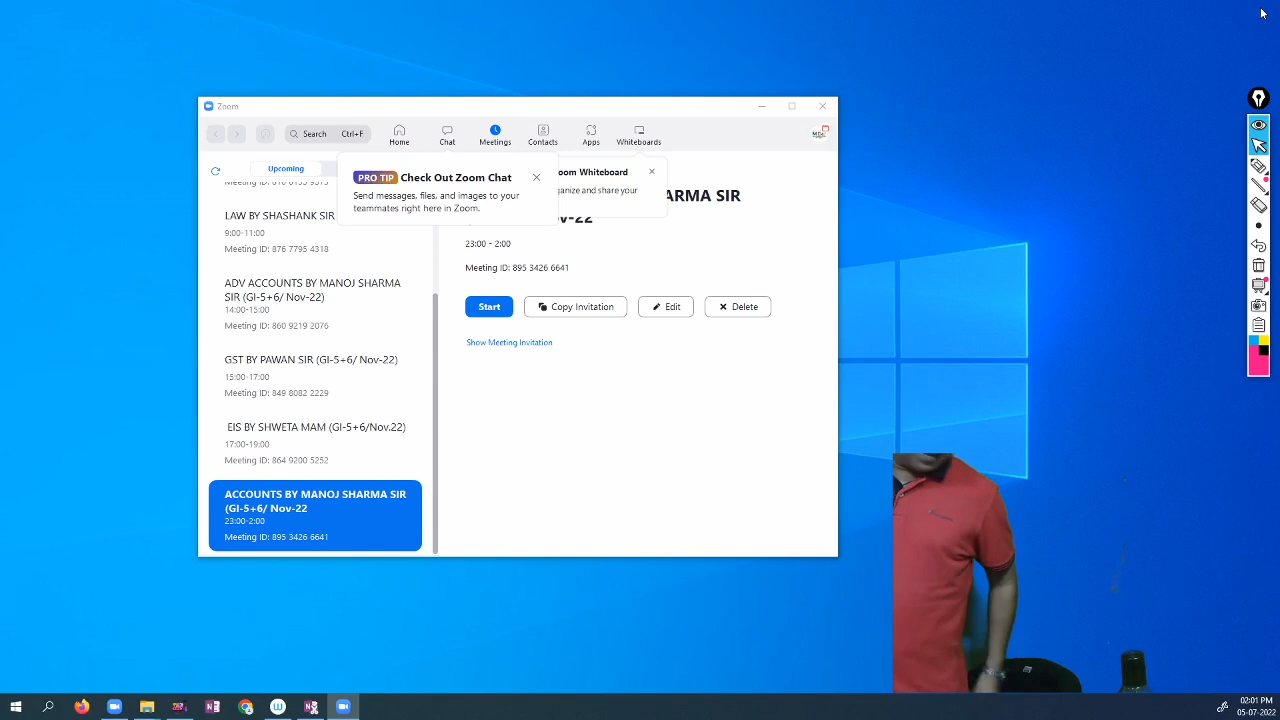 Zoom
Search Ctrl+F
Home
Chat
Meetings
Contacts
Apps
Whiteboards
Upcoming
PRO TIP Check Out Zoom Chat
Send messages, files, and images to your
teammates right here in Zoom.
oom Whiteboard
ganize and share your
LAW BY SHASHANK SIR
9:00-11:00
Meeting ID: 876 7795 4318
ADV ACCOUNTS BY MANOJ SHARMA
SIR (GI-5+6/ Nov-22)
14:00-15:00
Meeting ID: 860 9219 2076
GST BY PAWAN SIR (GI-5+6/ Nov-22)
15:00-17:00
Meeting ID: 849 8082 2229
EIS BY SHWETA MAM (GI-5+6/Nov.22)
17:00-19:00
Meeting ID: 864 9200 5252
ACCOUNTS BY MANOJ SHARMA SIR
(GI-5+6/ Nov-22
23:00-2:00
Meeting ID: 895 3426 6641
ARMA SIR
v-22
23:00 - 2:00
Meeting ID: 895 3426 6641
Start
Copy Invitation
Edit
Delete
Show Meeting Invitation
02:01 PM
05-07-2022